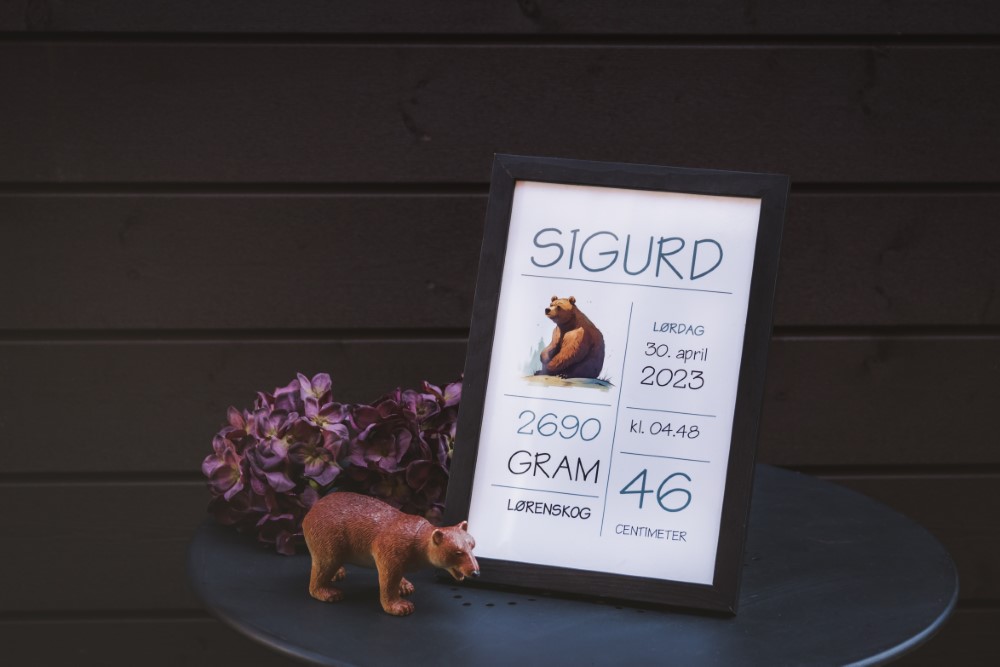 SIGURD
LØRDAG
30. april
2023
2690
GRAM
LØRENSKOG
kl. 04.48
46
CENTIMETER